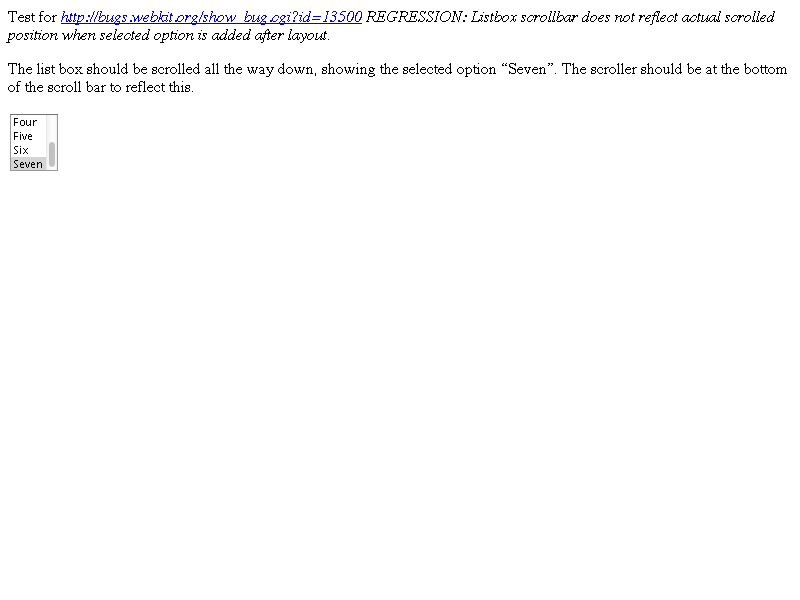 Test for http://bugs.webkit.org/show_bug.cgi?id=13500 REGRESSION: Listbox scrollbar does not reflect actual scrolled
position when selected option is added after layout.
The list box should be scrolled all the way down, showing the selected option “Seven”. The scroller should be at the bottom
of the scroll bar to reflect this.
Four
Five
Six
Seven